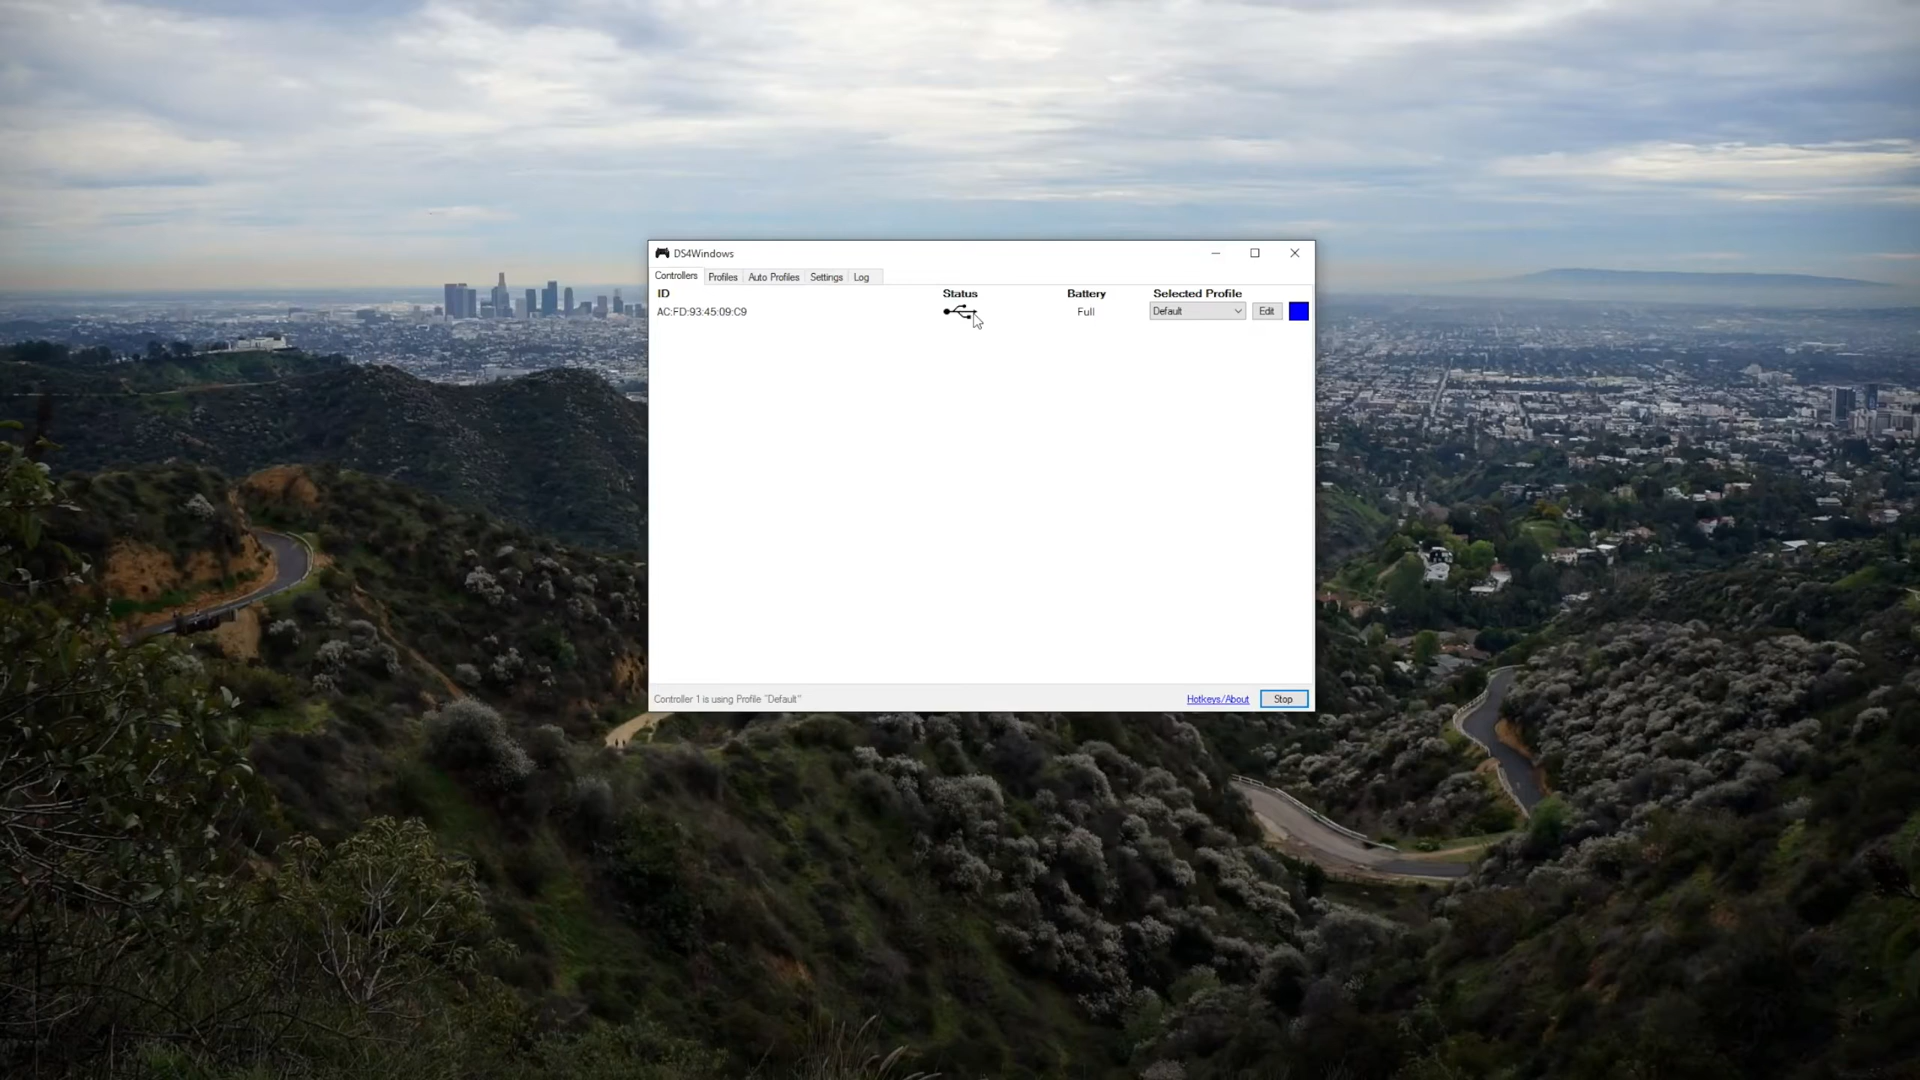 DS4Windows
Controllers Profiles Auto Profiles Settings Log
ID Status Battery Selected Profile
AC:FD:93:45:09:C9 Full Default Edit
Controller 1 is using Profile "Default" Hotkeys/About Stop